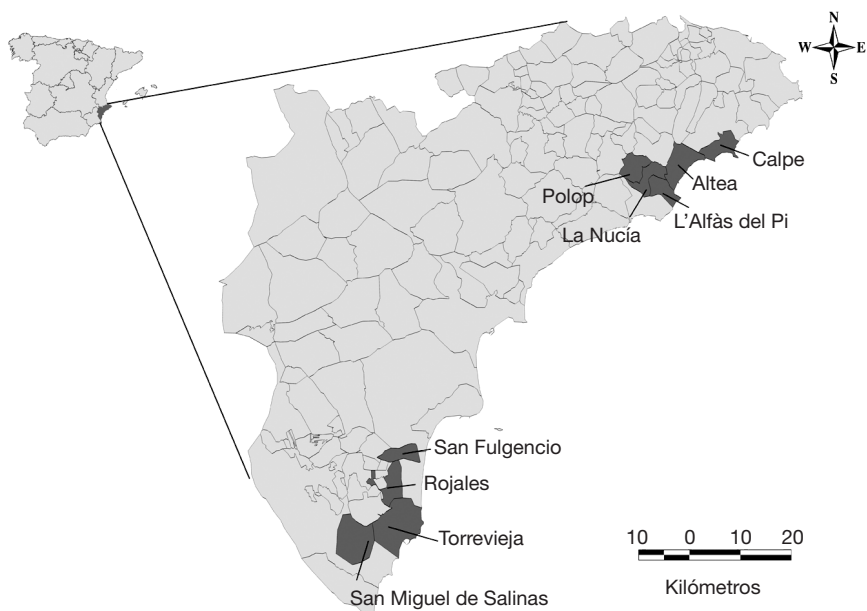 N
W E
S
Calpe
Altea
Polop
L'Alfàs del Pi
La Nucía
San Fulgencio
Rojales
Torrevieja
San Miguel de Salinas
10 0 10 20
Kilómetros